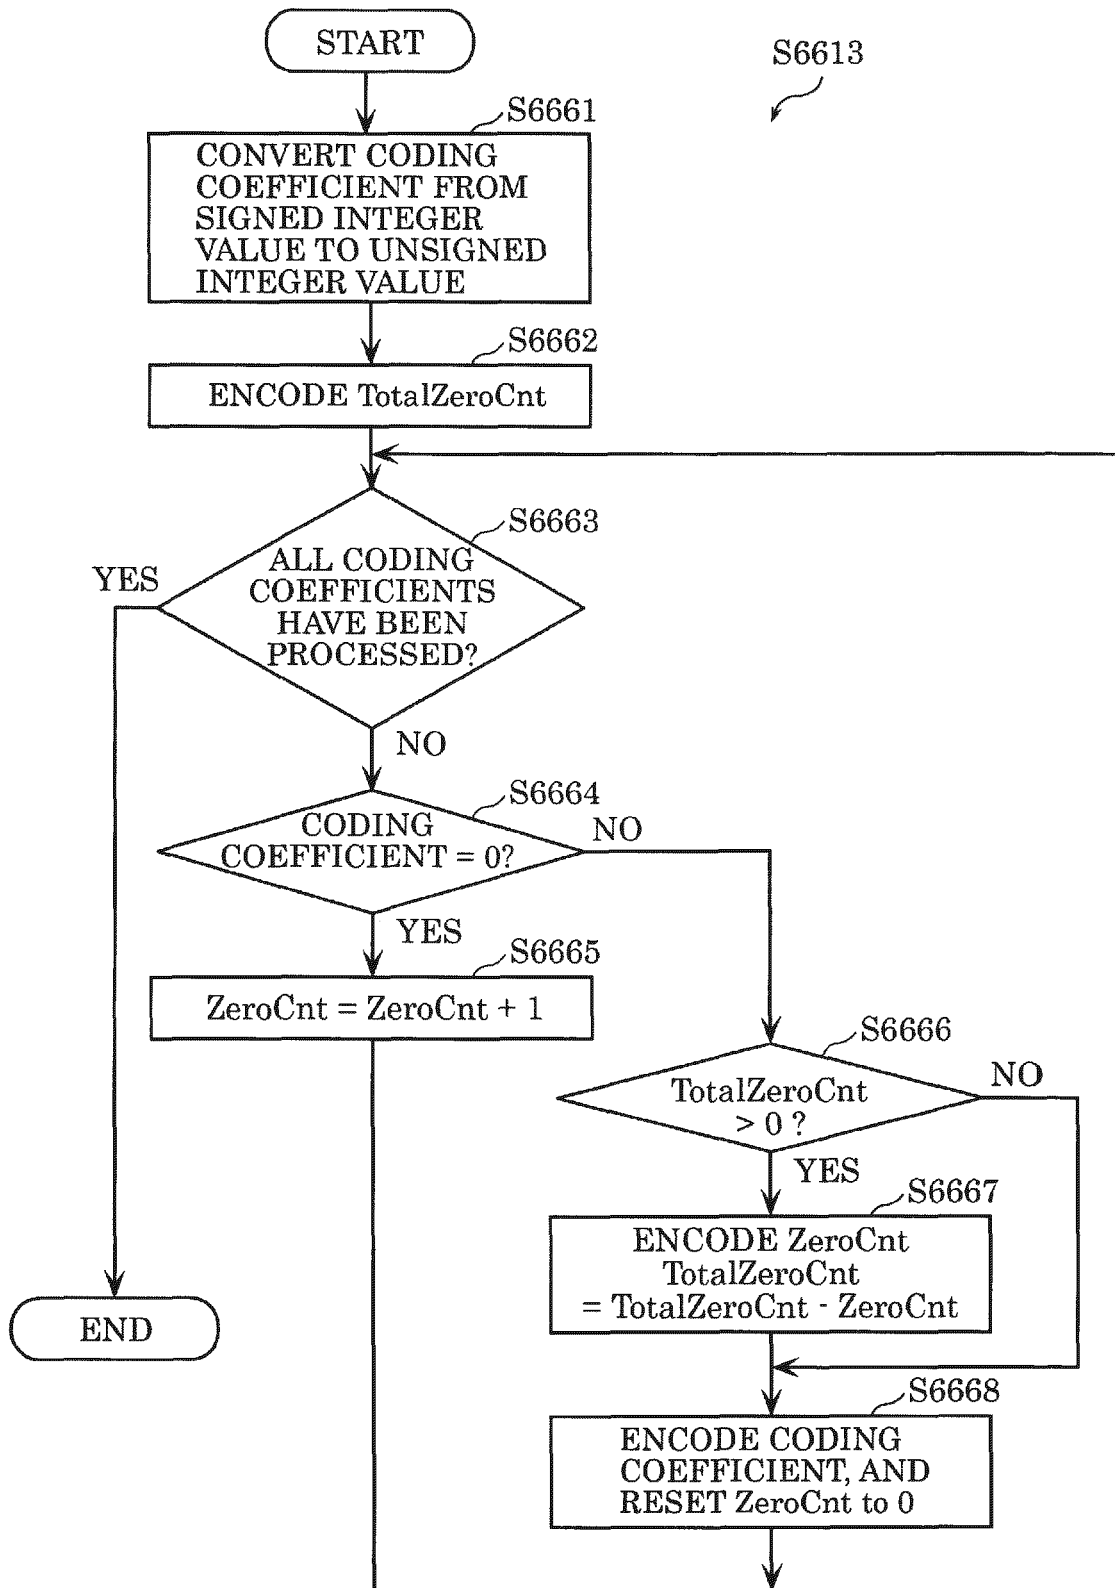 START
S6613
S6661
CONVERT CODING
COEFFICIENT FROM
SIGNED INTEGER
VALUE TO UNSIGNED
INTEGER VALUE
S6662
ENCODE TotalZeroCnt
S6663
ALL CODING
COEFFICIENTS
HAVE BEEN
PROCESSED?
YES
NO
S6664
CODING
COEFFICIENT = 0?
NO
YES
S6665
ZeroCnt = ZeroCnt + 1
S6666
TotalZeroCnt
> 0 ?
NO
YES
S6667
ENCODE ZeroCnt
TotalZeroCnt
= TotalZeroCnt - ZeroCnt
END
S6668
ENCODE CODING
COEFFICIENT, AND
RESET ZeroCnt to 0